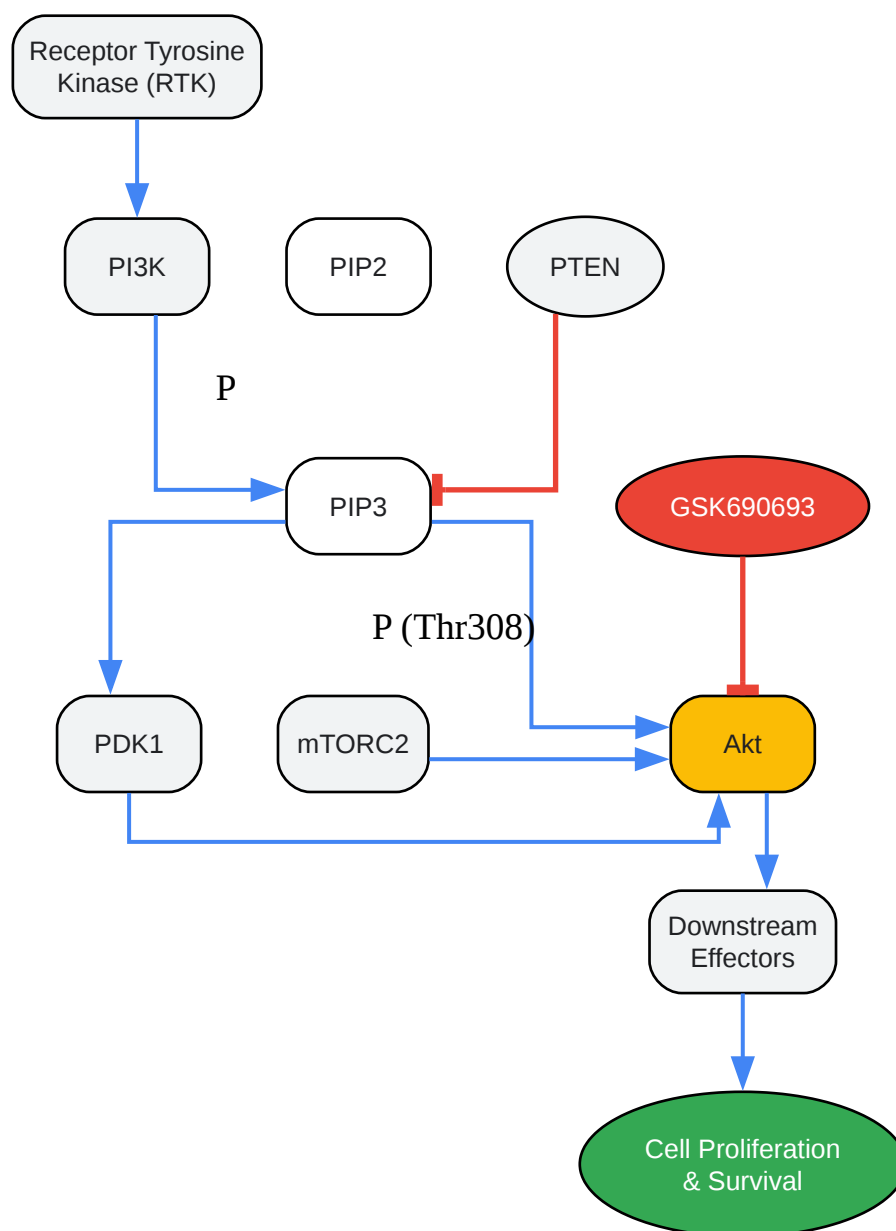 Receptor Tyrosine
Kinase (RTK)
PI3K
PIP2
PTEN
P
PIP3
GSK690693
P (Thr308)
PDK1
mTORC2
Akt
Downstream
Effectors
Cell Proliferation
& Survival